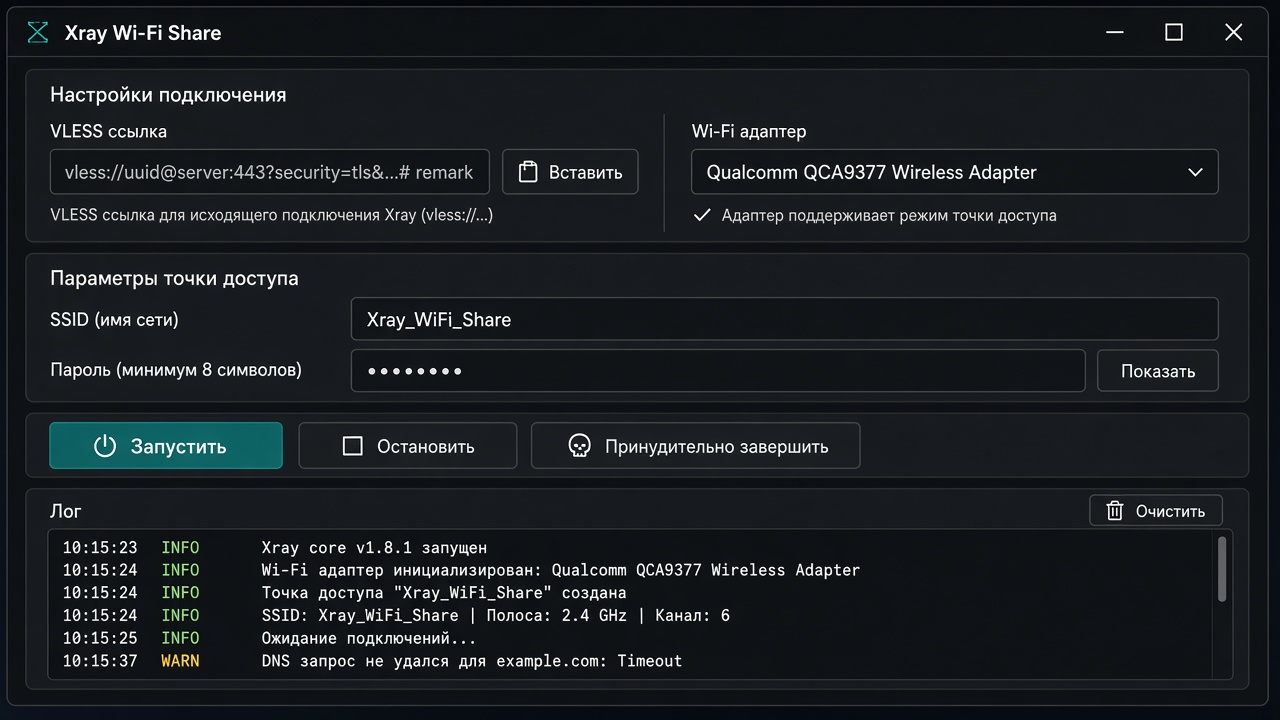 Xray Wi-Fi Share
Настройки подключения
VLESS ссылка
vless://uuid@server:443?security=tls&...# remark
Вставить
VLESS ссылка для исходящего подключения Xray (vless://...)
Wi-Fi адаптер
Qualcomm QCA9377 Wireless Adapter
Адаптер поддерживает режим точки доступа
Параметры точки доступа
SSID (имя сети)
Xray_WiFi_Share
Пароль (минимум 8 символов)
••••••••
Показать
Запустить
Остановить
Принудительно завершить
Лог
Очистить
10:15:23 INFO Xray core v1.8.1 запущен
10:15:24 INFO Wi-Fi адаптер инициализирован: Qualcomm QCA9377 Wireless Adapter
10:15:24 INFO Точка доступа "Xray_WiFi_Share" создана
10:15:24 INFO SSID: Xray_WiFi_Share | Полоса: 2.4 GHz | Канал: 6
10:15:25 INFO Ожидание подключений...
10:15:37 WARN DNS запрос не удался для example.com: Timeout